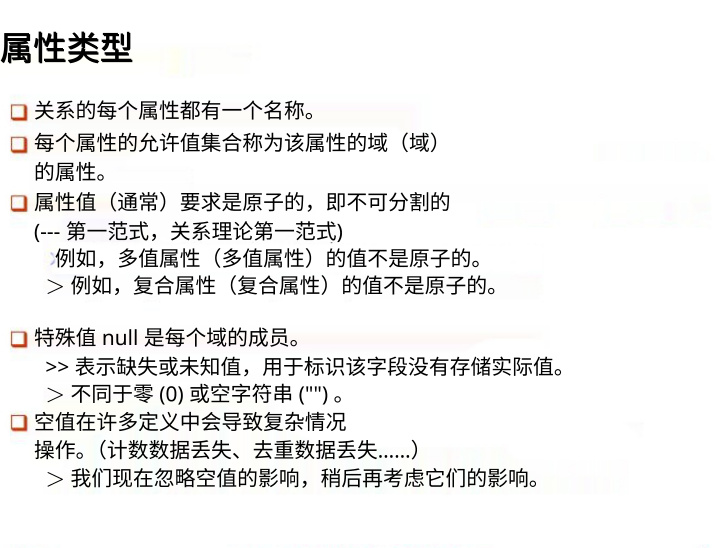 属性类型
关系的每个属性都有一个名称。
每个属性的允许值集合称为该属性的域（域）
的属性。
属性值（通常）要求是原子的，即不可分割的
(--- 第一范式，关系理论第一范式)
例如，多值属性（多值属性）的值不是原子的。
> 例如，复合属性（复合属性）的值不是原子的。
特殊值 null 是每个域的成员。
>> 表示缺失或未知值，用于标识该字段没有存储实际值。
> 不同于零 (0) 或空字符串 ("") 。
空值在许多定义中会导致复杂情况
操作。（计数数据丢失、去重数据丢失……）
> 我们现在忽略空值的影响，稍后再考虑它们的影响。